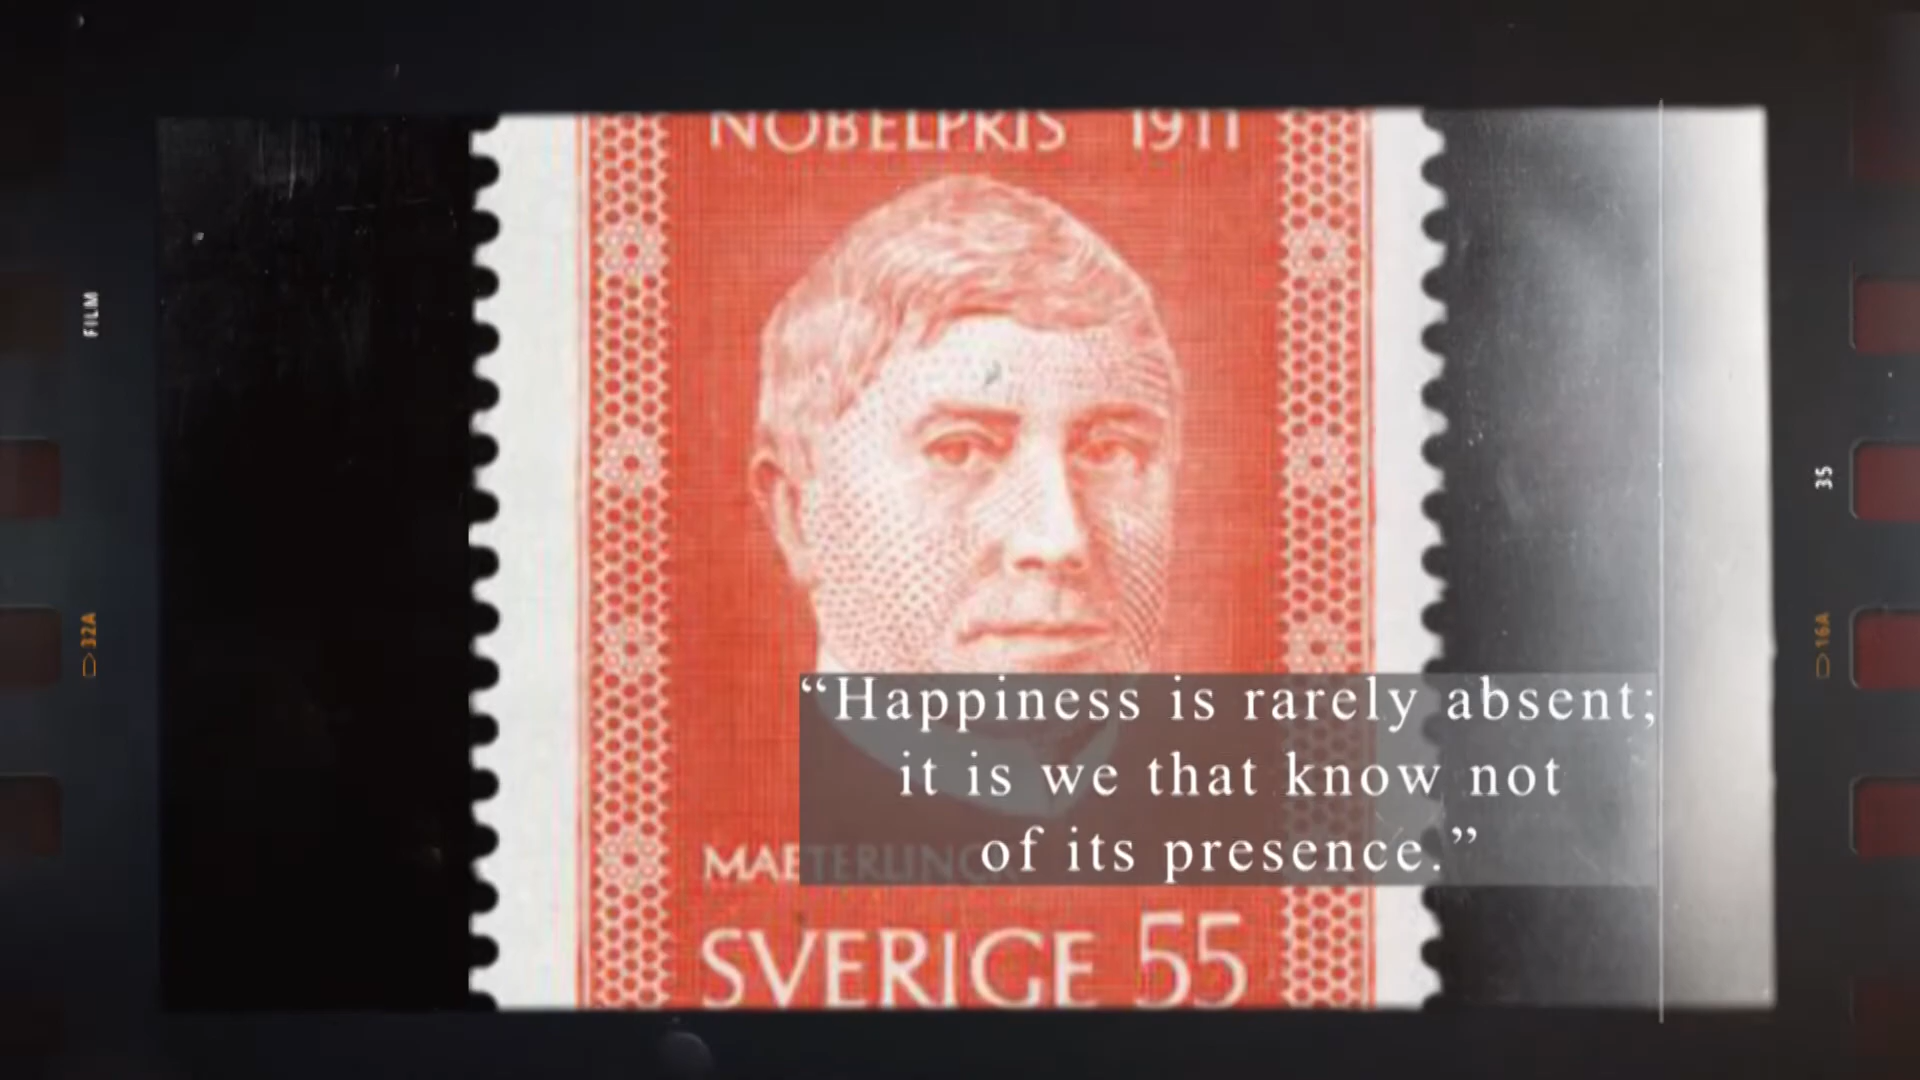 NOBELPRIS 1911
FILM
35
32A
16A
“Happiness is rarely absent;
it is we that know not
of its presence.”
MAETERLINCK
SVERIGE 55